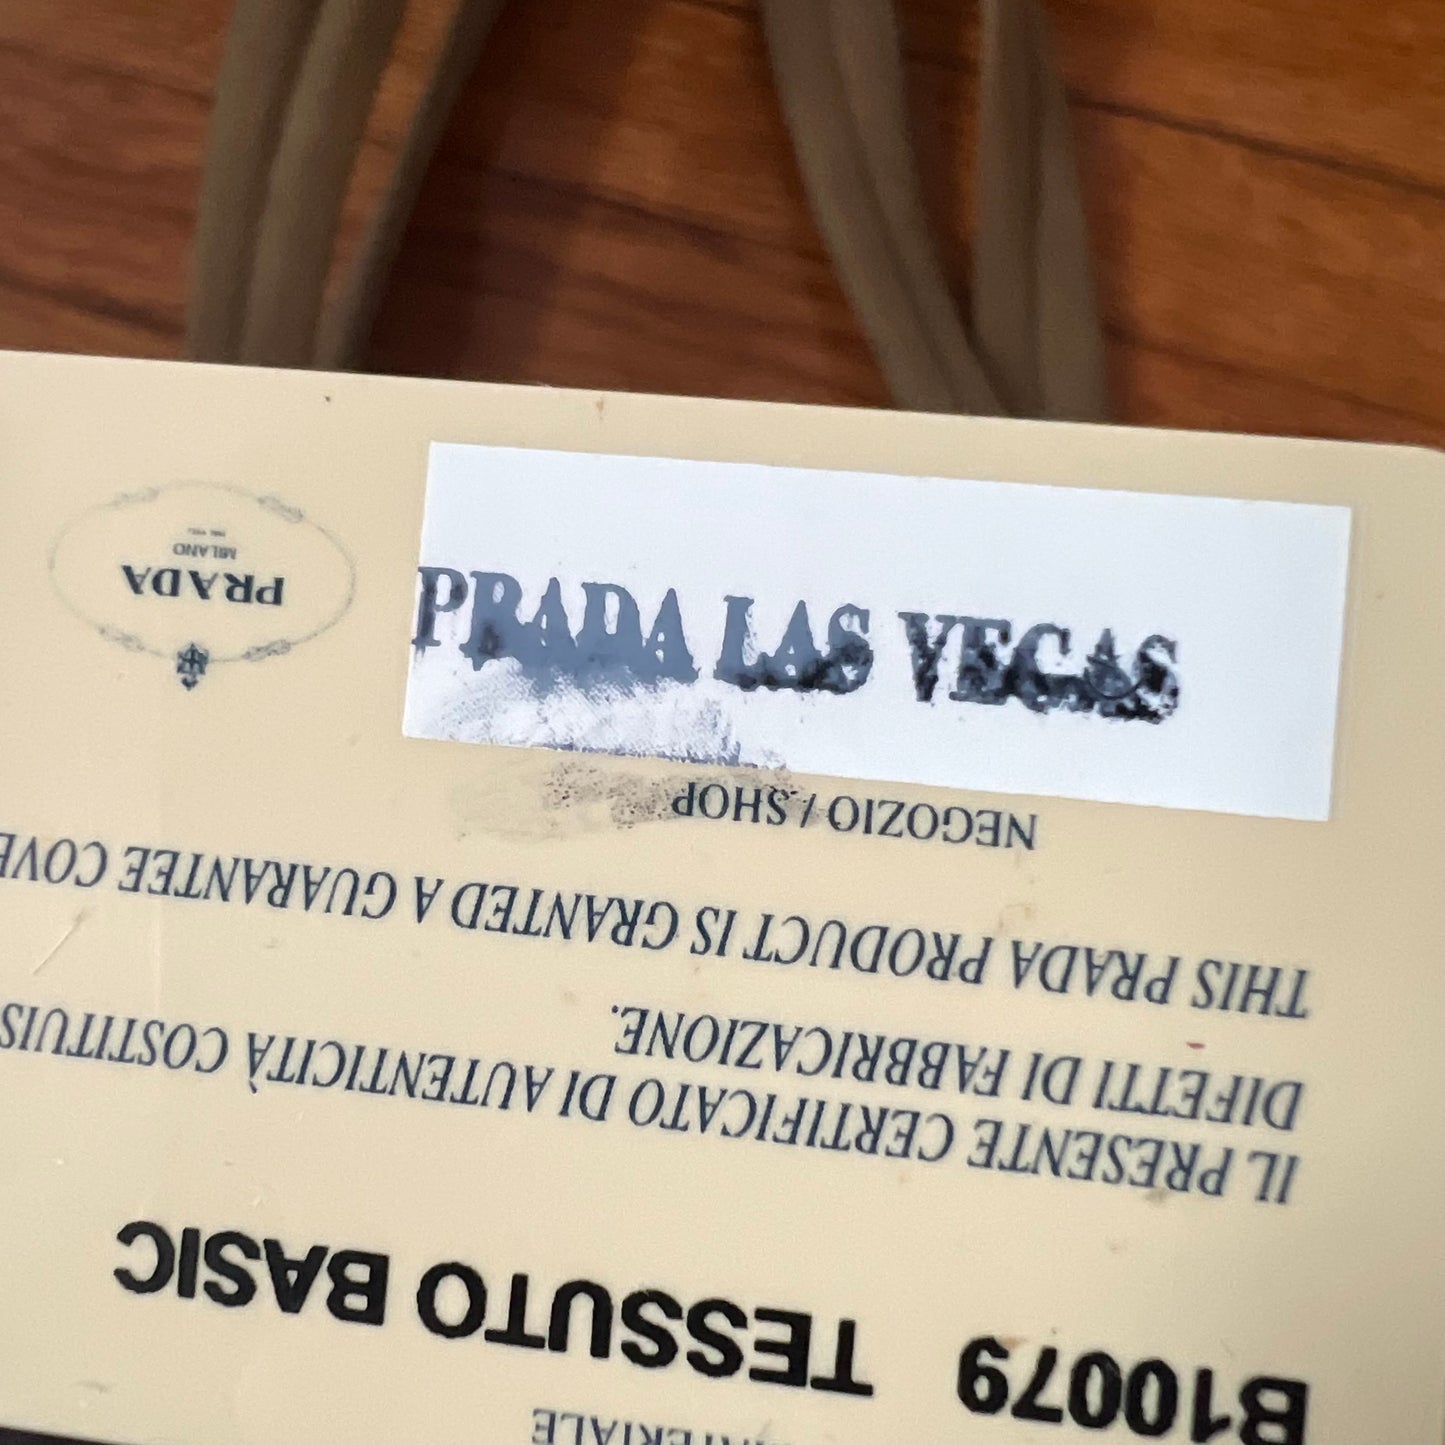 MATERIALE
B10079 TESSUTO BASIC
IL PRESENTE CERTIFICATO DI AUTENTICITÀ COSTITUIS
DIFETTI DI FABBRICAZIONE.
THIS PRADA PRODUCT IS GRANTED A GUARANTEE COVE
NEGOZIO / SHOP
PRADA LAS VEGAS
PRADA
MILANO